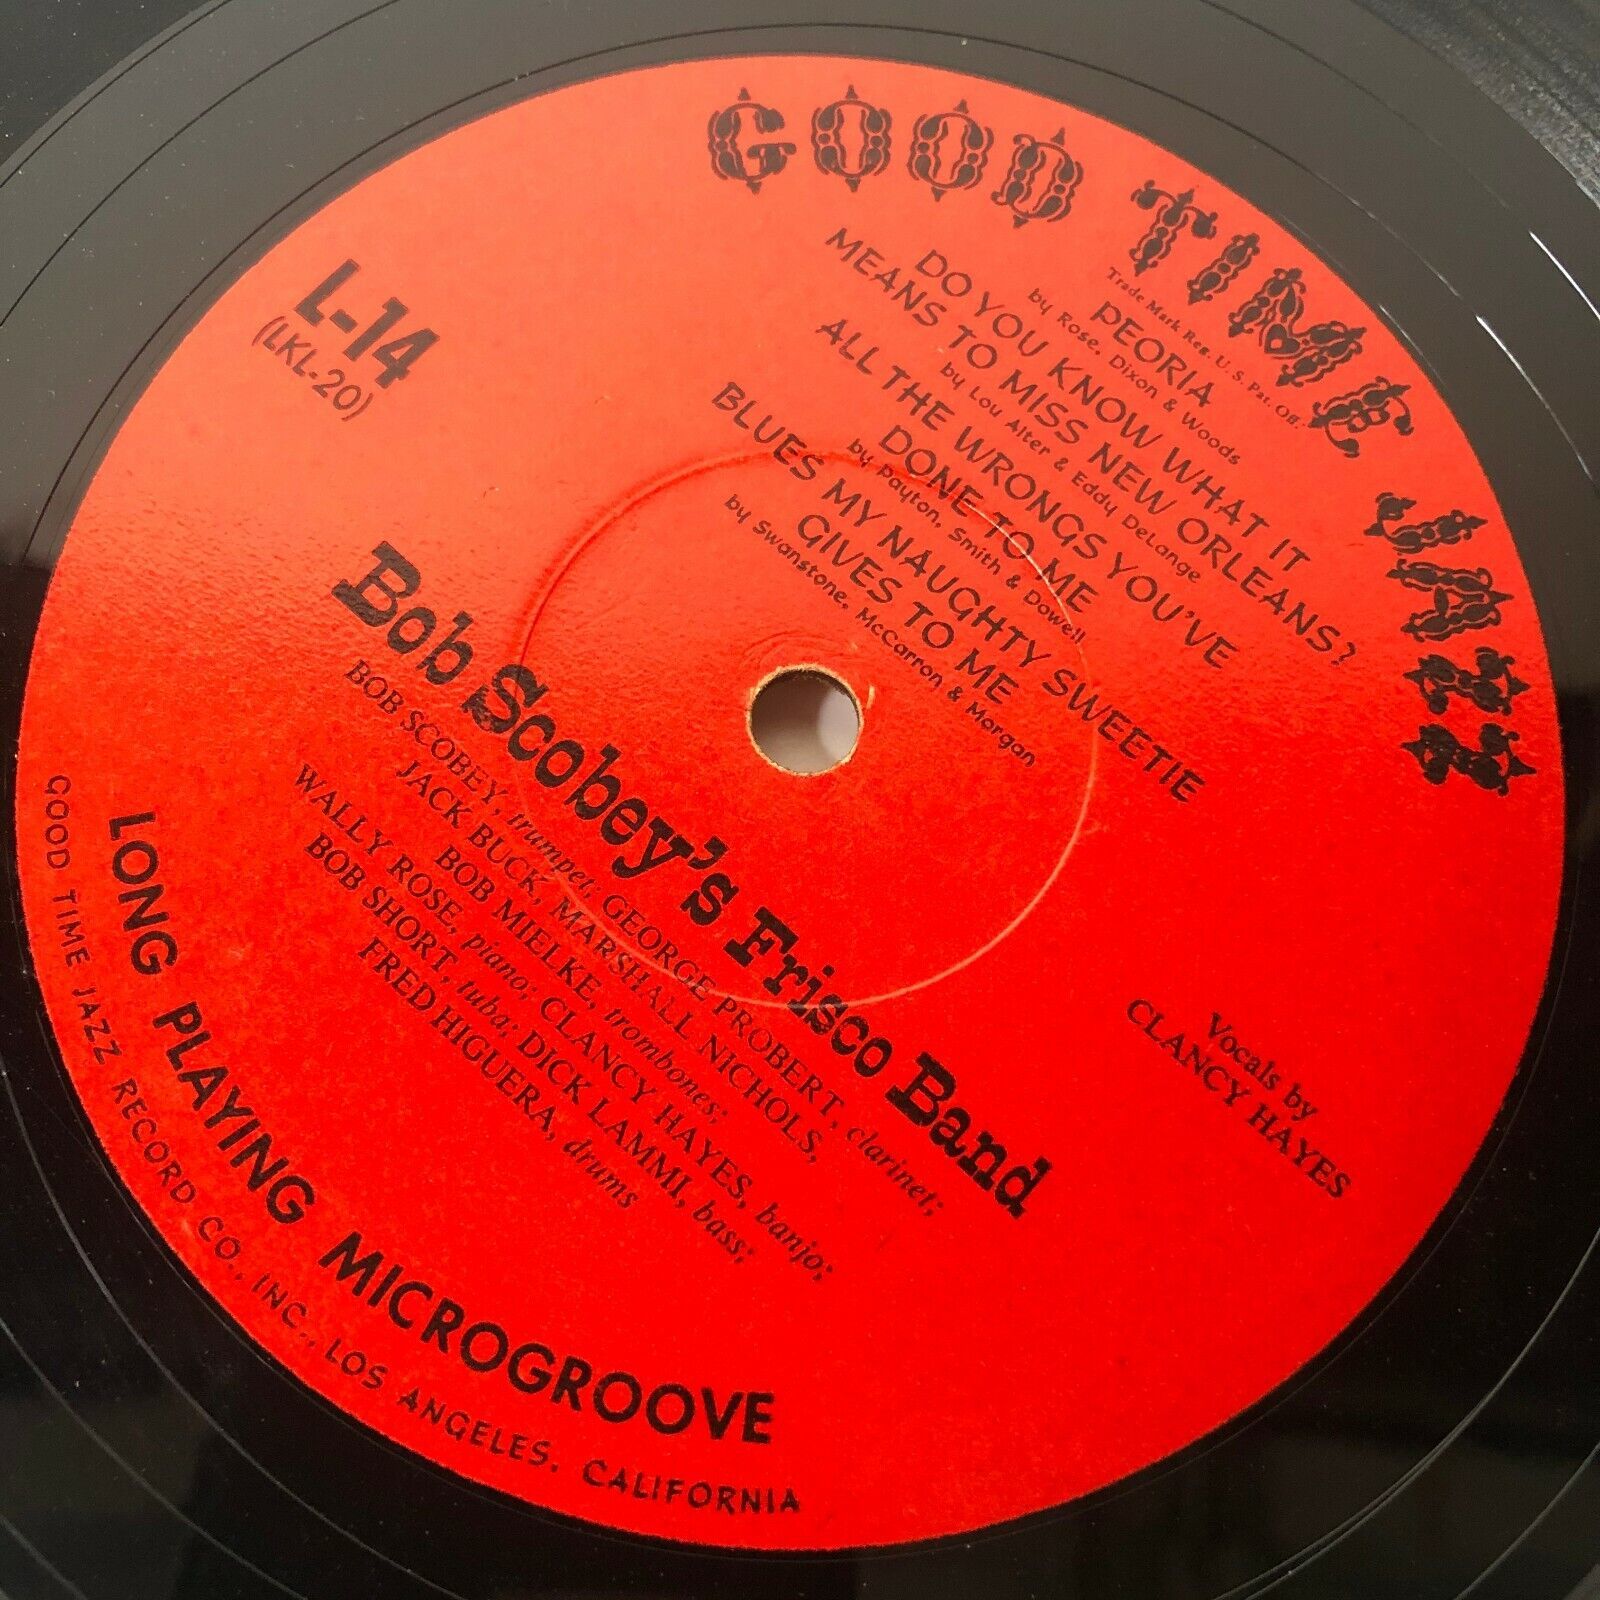 GOOD TIME JAZZ
Trade Mark Reg. U.S. Pat. Off.
PEORIA
by Rose, Dixon & Woods
DO YOU KNOW WHAT IT
MEANS TO MISS NEW ORLEANS?
by Lou Alter & Eddy DeLange
ALL THE WRONGS YOU'VE
DONE TO ME
by Payton, Smith & Dowell
BLUES MY NAUGHTY SWEETIE
GIVES TO ME
by Swanstone, McCarron & Morgan
L-14
(LKL-20)
Vocals by
CLANCY HAYES
Bob Scobey's Frisco Band
BOB SCOBEY, trumpet; GEORGE PROBERT, clarinet;
JACK BUCK, MARSHALL NICHOLS,
BOB MIELKE, trombones;
WALLY ROSE, piano; CLANCY HAYES, banjo;
BOB SHORT, tuba; DICK LAMMI, bass;
FRED HIGUERA, drums
LONG PLAYING MICROGROOVE
GOOD TIME JAZZ RECORD CO., INC., LOS ANGELES, CALIFORNIA